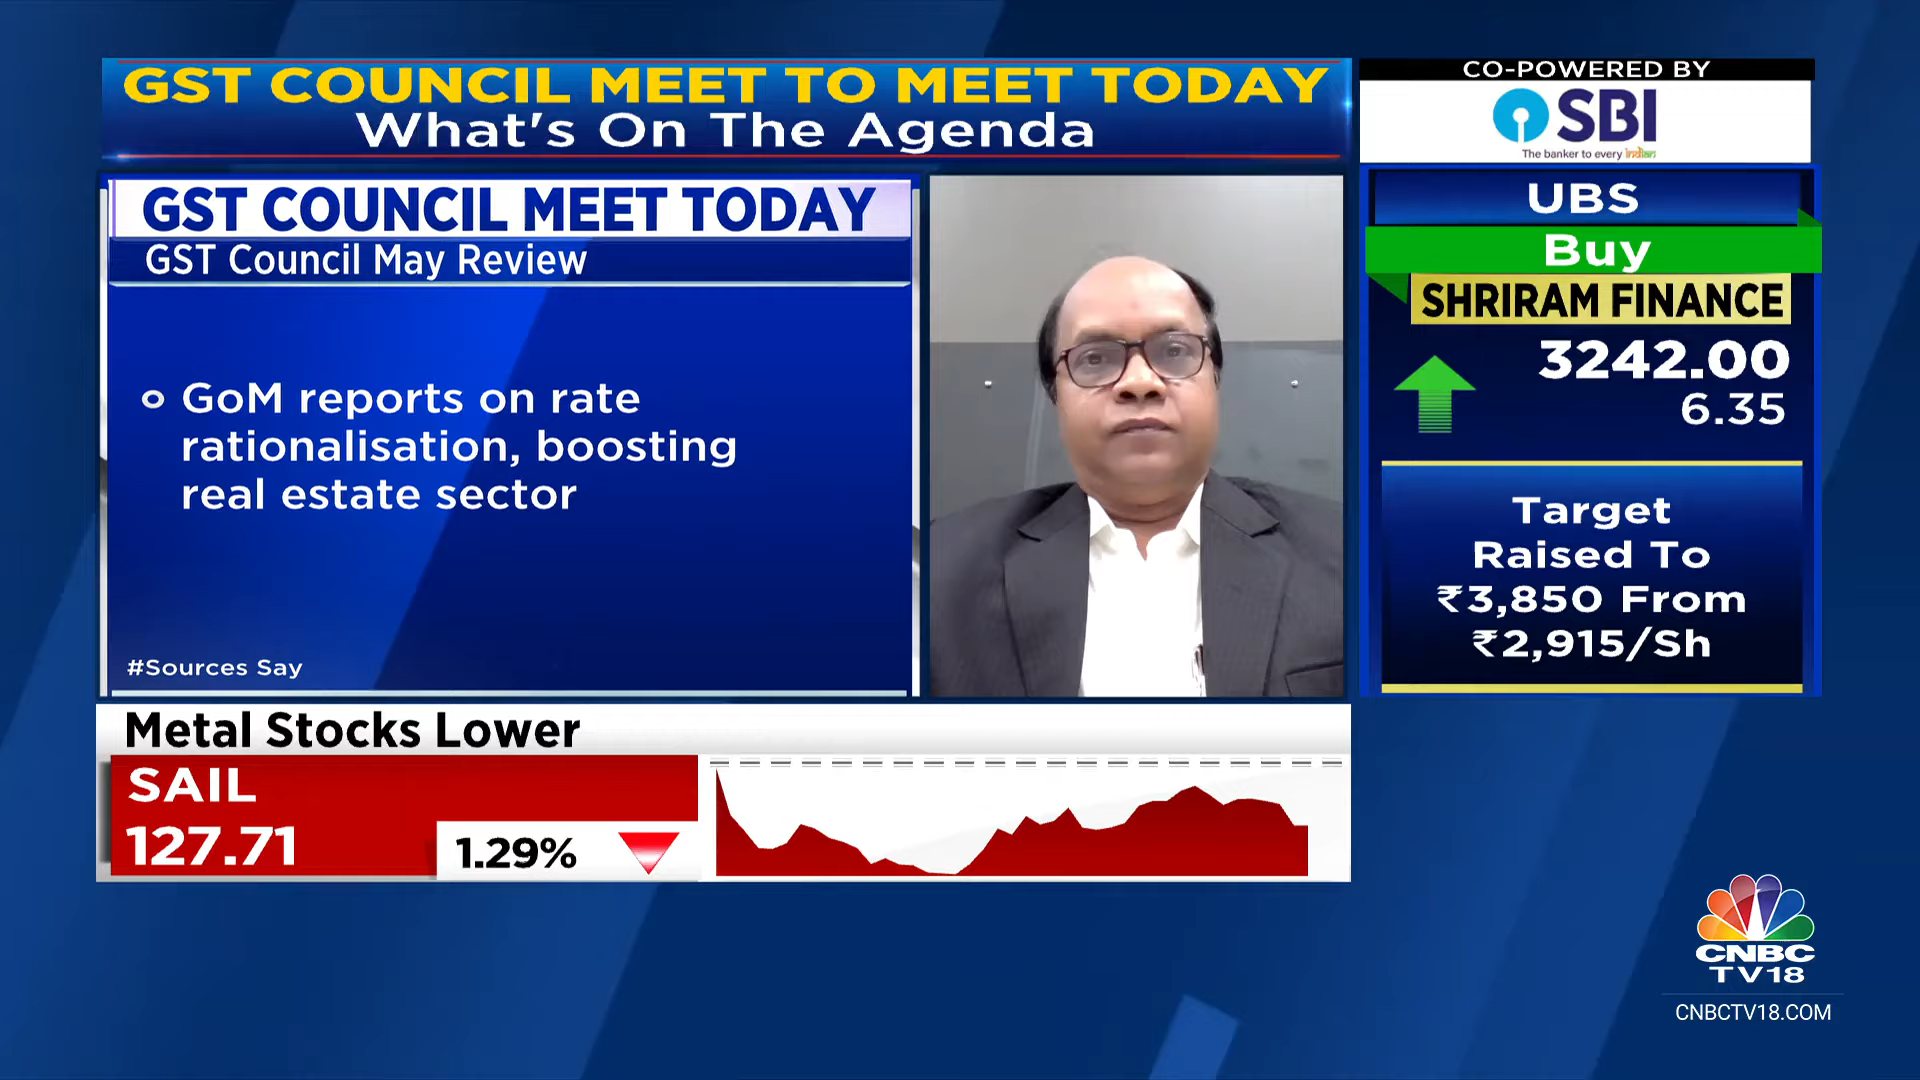 GST COUNCIL MEET TO MEET TODAY
What's On The Agenda
CO-POWERED BY
SBI
The banker to every indian
GST COUNCIL MEET TODAY
GST Council May Review
GoM reports on rate
rationalisation, boosting
real estate sector
#Sources Say
UBS
Buy
SHRIRAM FINANCE
3242.00
6.35
Target
Raised To
₹3,850 From
₹2,915/Sh
Metal Stocks Lower
SAIL
127.71
1.29%
CNBC
TV18
CNBCTV18.COM